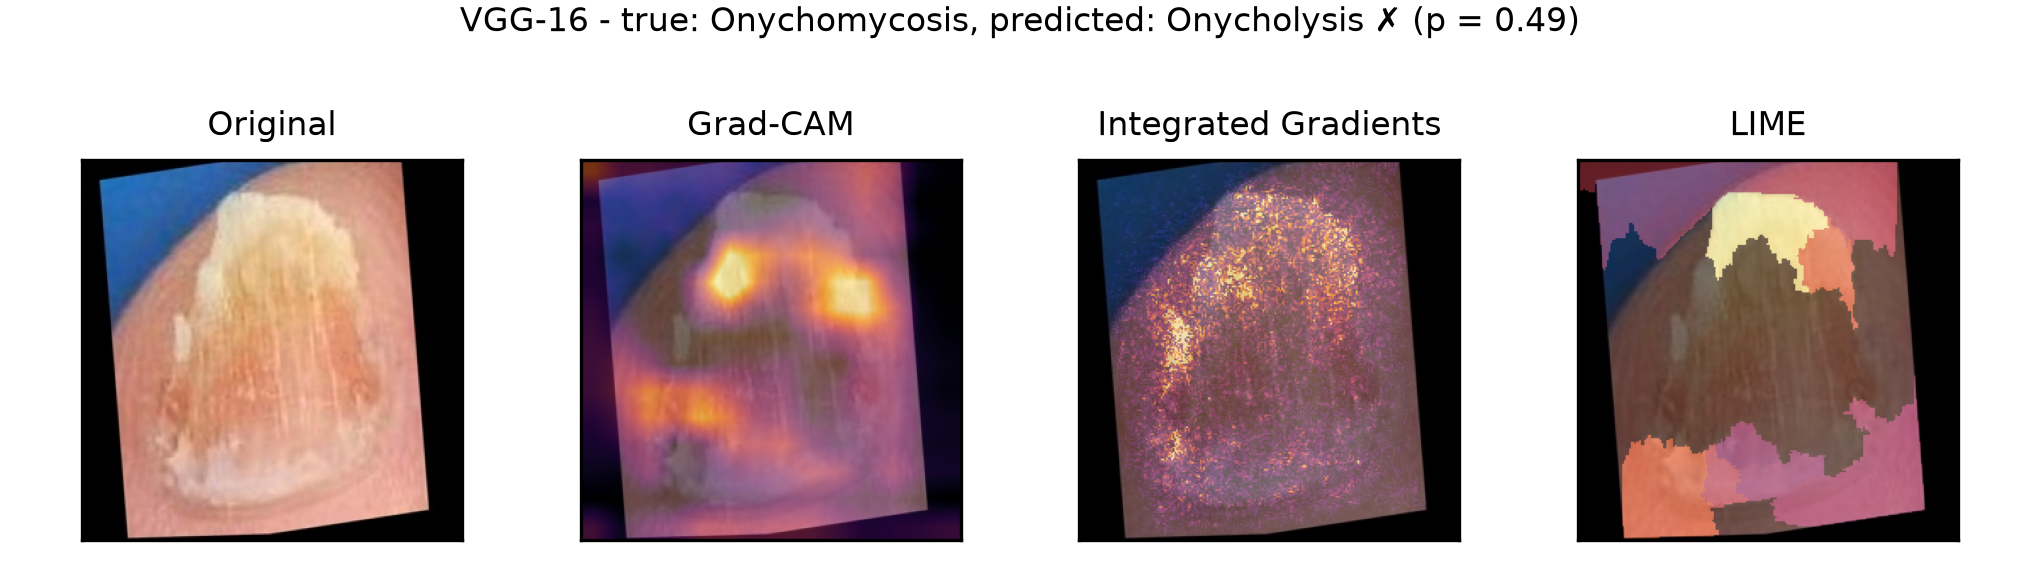 VGG-16 - true: Onychomycosis, predicted: Onycholysis ✗ (p = 0.49)
Original
Grad-CAM
Integrated Gradients
LIME